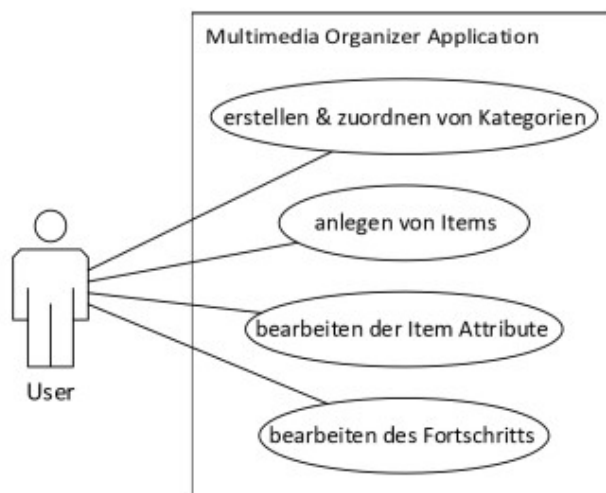 Multimedia Organizer Application
erstellen & zuordnen von Kategorien
anlegen von Items
bearbeiten der Item Attribute
User
bearbeiten des Fortschritts